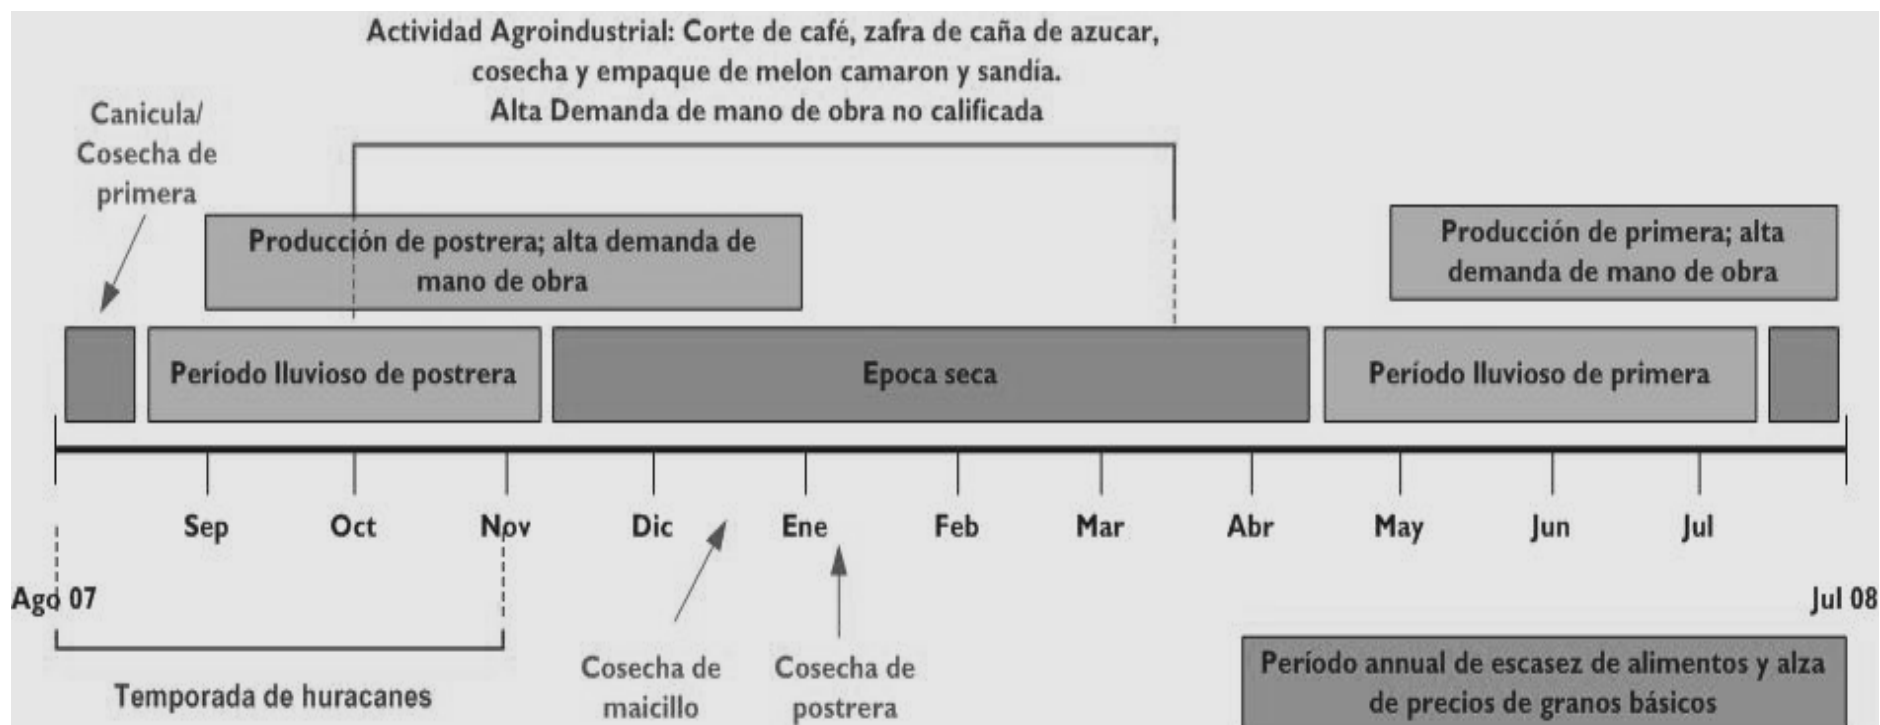 Actividad Agroindustrial: Corte de café, zafra de caña de azucar,
cosecha y empaque de melon camaron y sandía.
Alta Demanda de mano de obra no calificada
Canicula/
Cosecha de
primera
Producción de postrera; alta demanda de
mano de obra
Producción de primera; alta
demanda de mano de obra
Período lluvioso de postrera
Epoca seca
Período lluvioso de primera
Sep
Oct
Nov
Dic
Ene
Feb
Mar
Abr
May
Jun
Jul
Ago 07
Jul 08
Temporada de huracanes
Cosecha de
maicillo
Cosecha de
postrera
Período annual de escasez de alimentos y alza
de precios de granos básicos